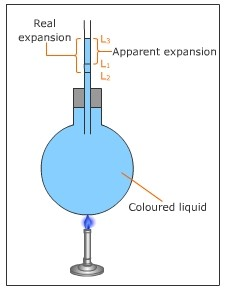 Real
expansion
L3
Apparent expansion
L1
L2
Coloured liquid